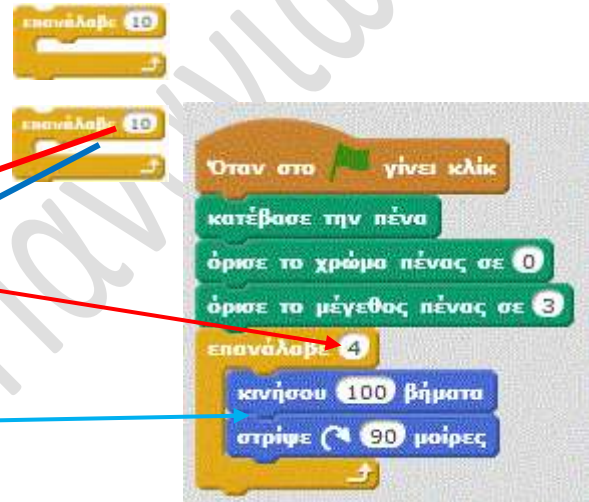 επανάλαβε 10
επανάλαβε 10
Όταν στο γίνει κλίκ
κατέβασε την πένα
όρισε το χρώμα πένας σε 0
όρισε το μέγεθος πένας σε 3
επανάλαβε 4
κινήσου 100 βήματα
στρίψε 90 μοίρες